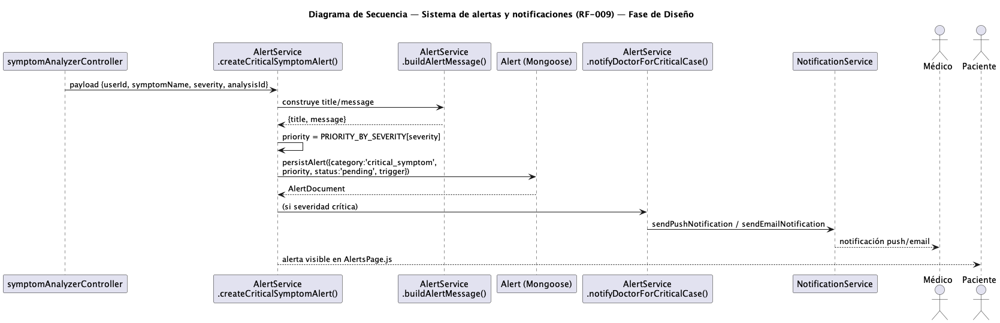 Diagrama de Secuencia — Sistema de alertas y notificaciones (RF-009) — Fase de Diseño
symptomAnalyzerController
AlertService
.createCriticalSymptomAlert()
AlertService
.buildAlertMessage()
Alert (Mongoose)
AlertService
.notifyDoctorForCriticalCase()
NotificationService
Médico
Paciente
payload {userId, symptomName, severity, analysisId}
construye title/message
{title, message}
priority = PRIORITY_BY_SEVERITY[severity]
persistAlert({category:'critical_symptom',
priority, status:'pending', trigger})
AlertDocument
(si severidad crítica)
sendPushNotification / sendEmailNotification
notificación push/email
alerta visible en AlertsPage.js
symptomAnalyzerController
AlertService
.createCriticalSymptomAlert()
AlertService
.buildAlertMessage()
Alert (Mongoose)
AlertService
.notifyDoctorForCriticalCase()
NotificationService
Médico
Paciente